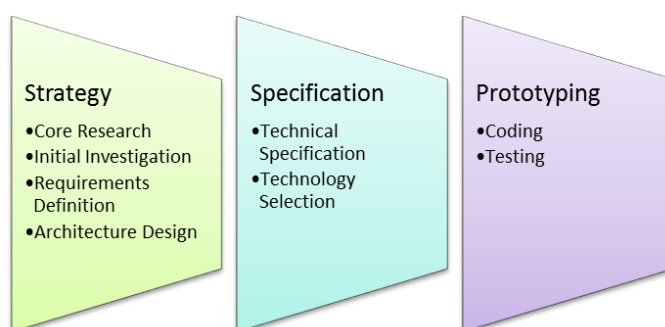 Strategy
•Core Research
•Initial Investigation
•Requirements
Definition
•Architecture Design
Specification
•Technical
Specification
•Technology
Selection
Prototyping
•Coding
•Testing